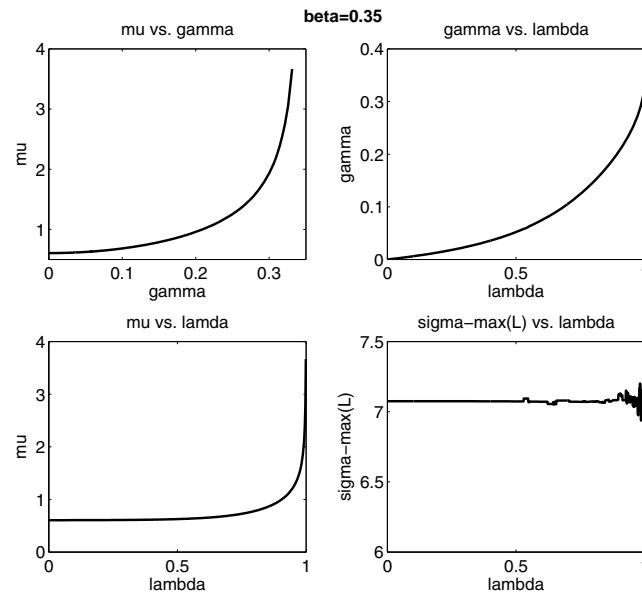 beta=0.35
mu vs. gamma
4
3
2
1
mu
0
0.1
0.2
0.3
gamma
gamma vs. lambda
0.4
0.3
0.2
0.1
0
gamma
0
0.5
lambda
mu vs. lamda
4
3
2
1
0
mu
0
0.5
1
lambda
sigma−max(L) vs. lambda
7.5
7
6.5
6
sigma−max(L)
0
0.5
lambda